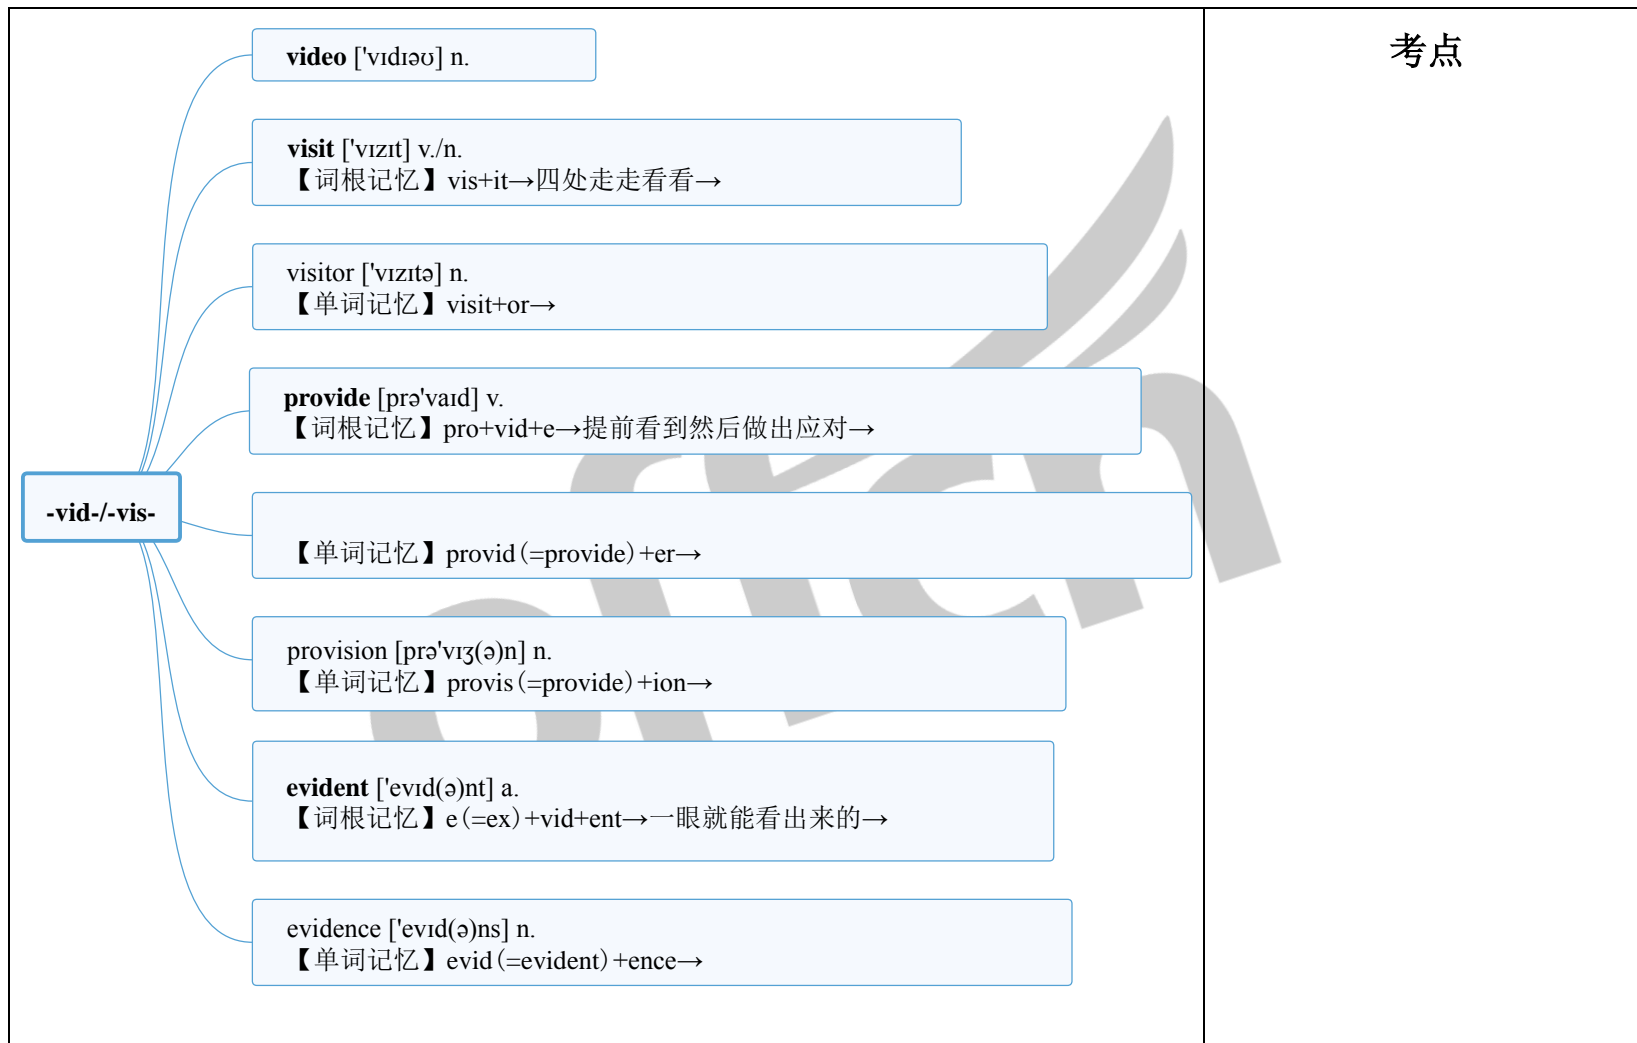 考点
video ['vɪdɪəʊ] n.
visit ['vɪzɪt] v./n.
【词根记忆】vis+it→四处走走看看→
visitor ['vɪzɪtə] n.
【单词记忆】visit+or→
provide [prə'vaɪd] v.
【词根记忆】pro+vid+e→提前看到然后做出应对→
-vid-/-vis-
【单词记忆】provid(=provide)+er→
provision [prə'vɪʒ(ə)n] n.
【单词记忆】provis(=provide)+ion→
evident ['evɪd(ə)nt] a.
【词根记忆】e(=ex)+vid+ent→一眼就能看出来的→
evidence ['evɪd(ə)ns] n.
【单词记忆】evid(=evident)+ence→